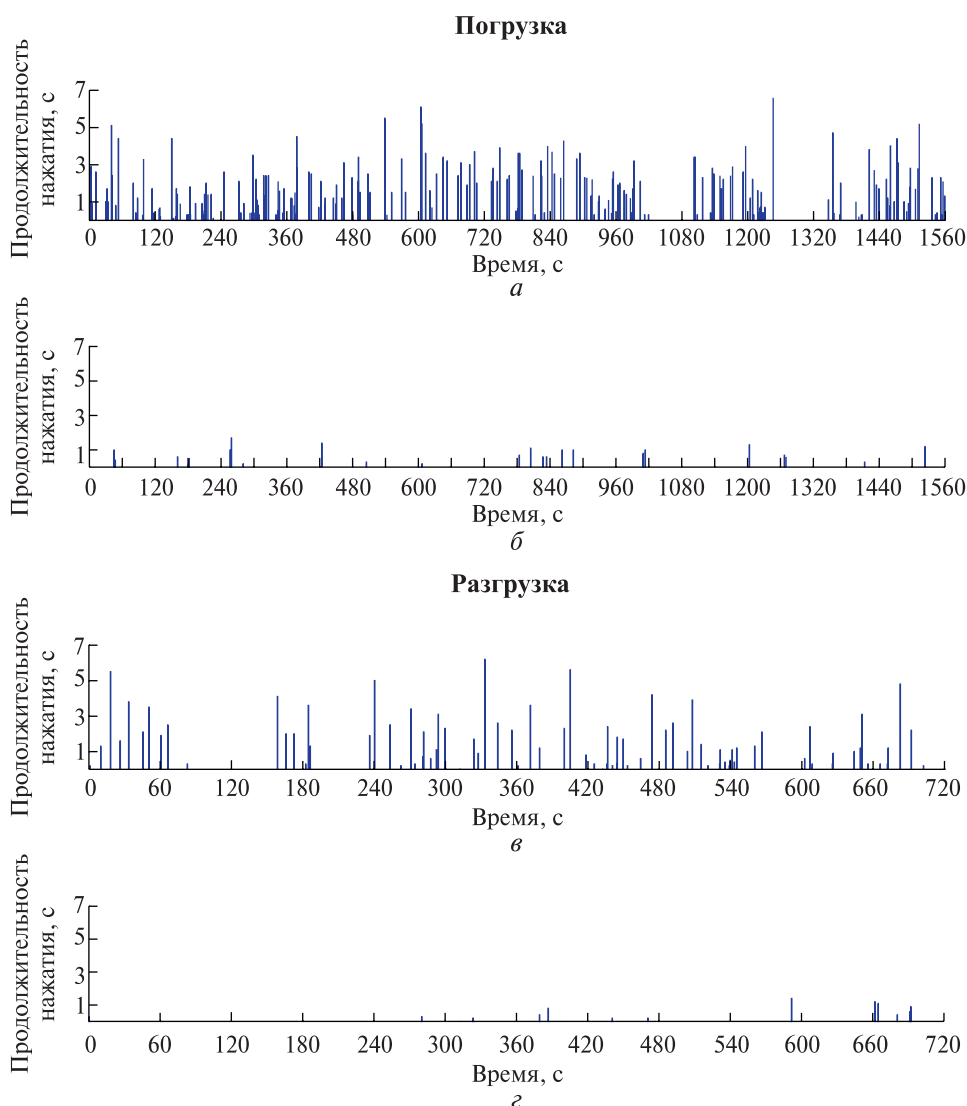 Погрузка
Продолжительность
нажатия, с
7
5
3
1
0 120 240 360 480 600 720 840 960 1080 1200 1320 1440 1560
Время, с
а
Продолжительность
нажатия, с
7
5
3
1
0 120 240 360 480 600 720 840 960 1080 1200 1320 1440 1560
Время, с
б
Разгрузка
Продолжительность
нажатия, с
7
5
3
1
0 60 120 180 240 300 360 420 480 540 600 660 720
Время, с
в
Продолжительность
нажатия, с
7
5
3
1
0 60 120 180 240 300 360 420 480 540 600 660 720
Время, с
г